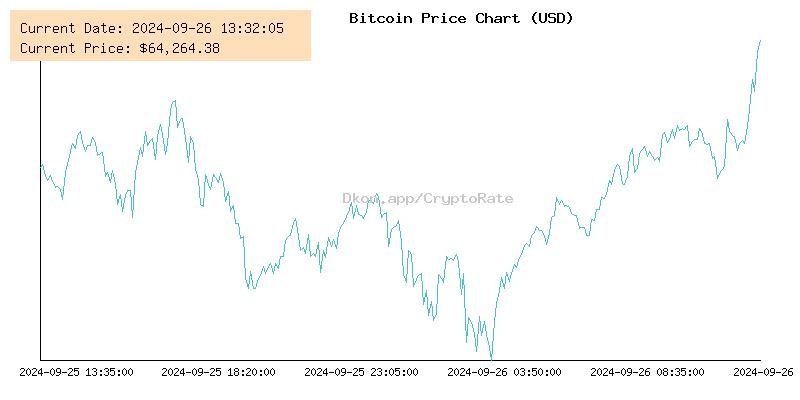 Bitcoin Price Chart (USD)
Current Date: 2024-09-26 13:32:05
Current Price: $64,264.38
Dkon.app/CryptoRate
2024-09-25 13:35:00 2024-09-25 18:20:00 2024-09-25 23:05:00 2024-09-26 03:50:00 2024-09-26 08:35:00 2024-09-26